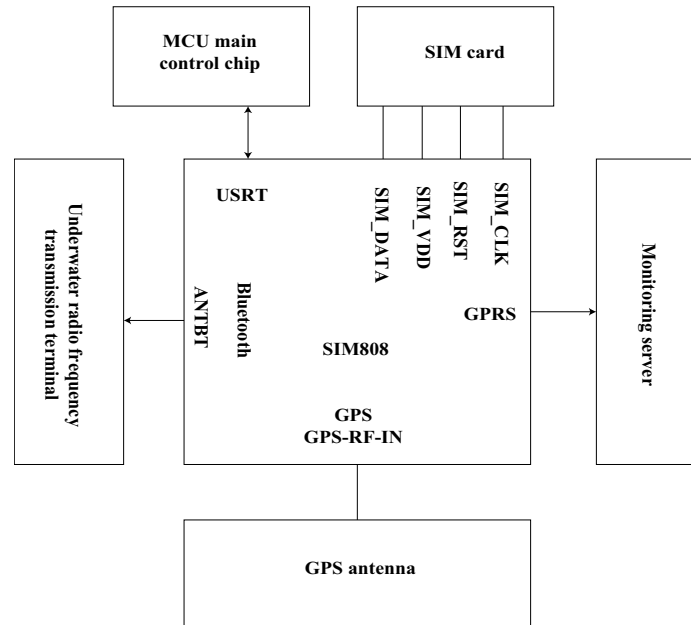 MCU main
control chip
SIM card
Underwater radio frequency
transmission terminal
USRT
SIM_DATA
SIM_VDD
SIM_RST
SIM_CLK
Bluetooth
ANTBT
GPRS
SIM808
GPS
GPS-RF-IN
Monitoring server
GPS antenna